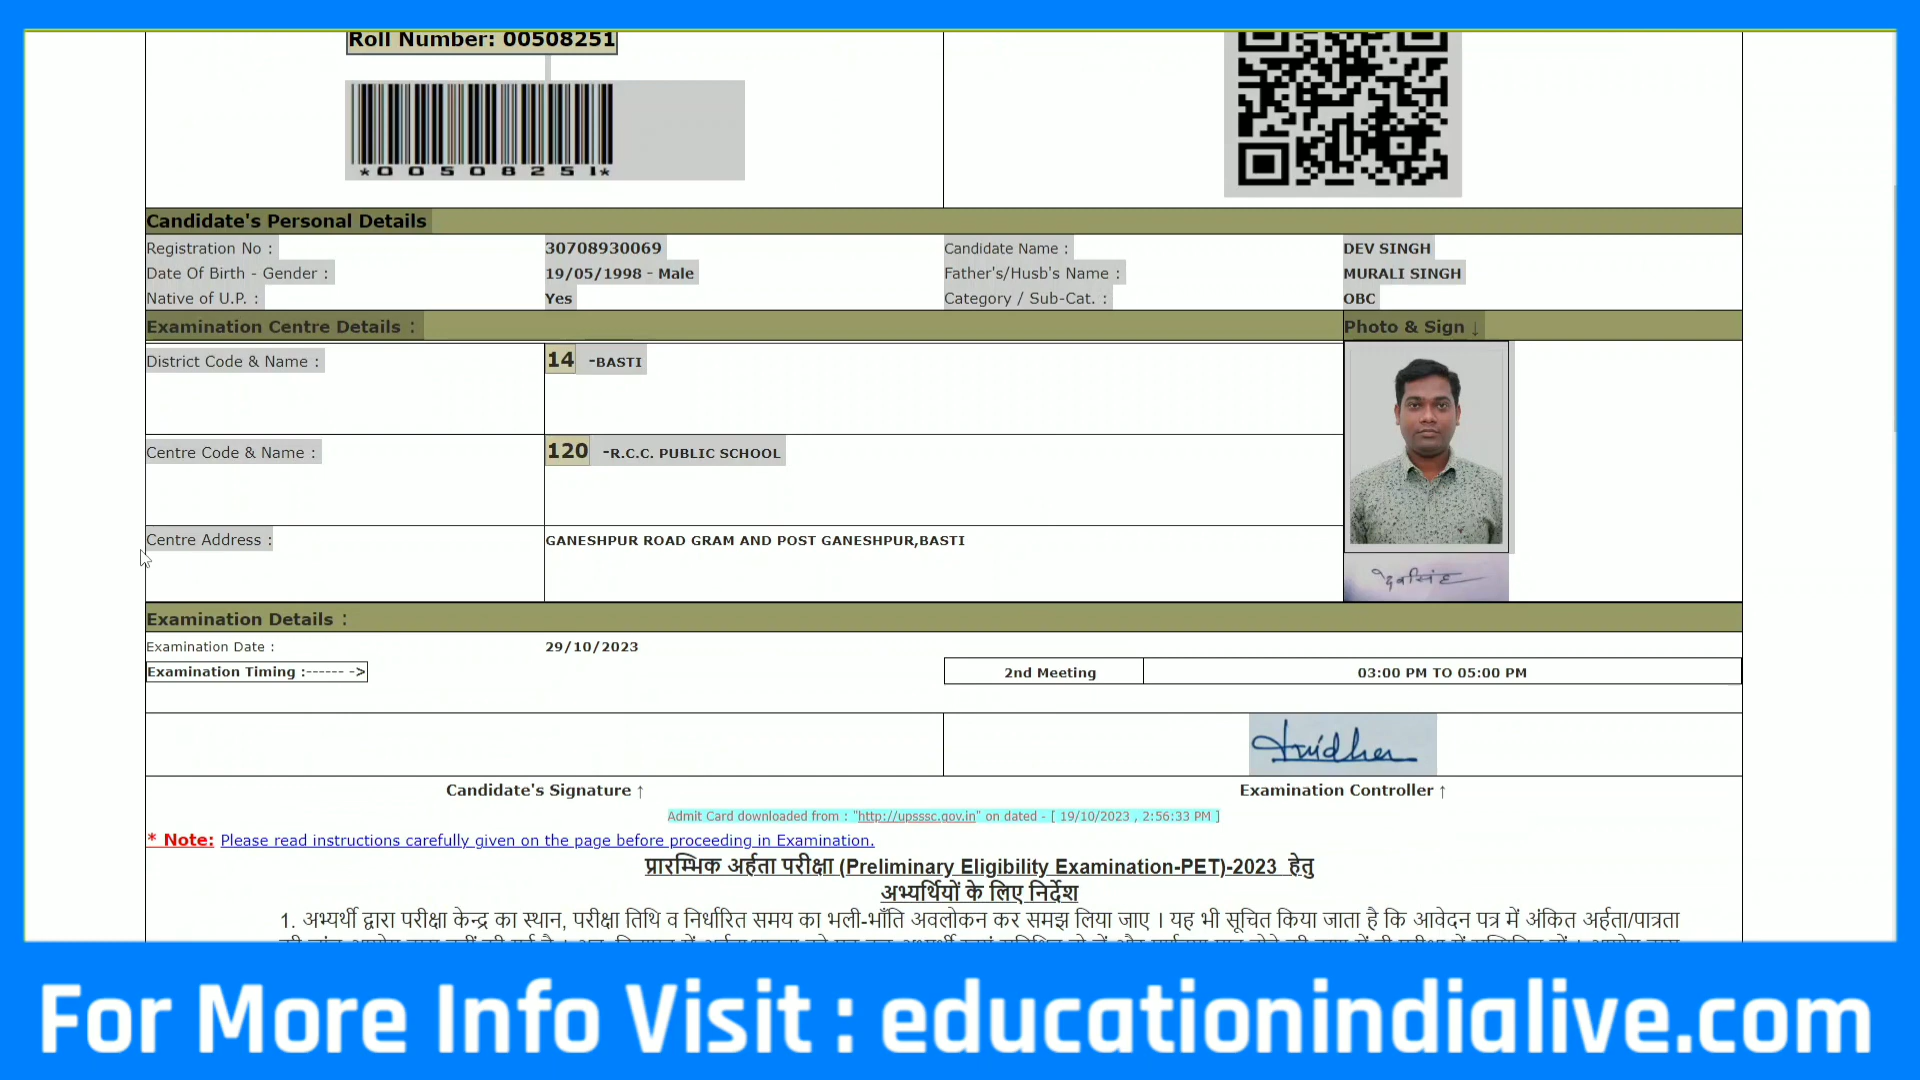 Roll Number: 00508251
*00508251*
Candidate's Personal Details
Registration No : 30708930069 Candidate Name : DEV SINGH
Date Of Birth - Gender : 19/05/1998 - Male Father's/Husb's Name : MURALI SINGH
Native of U.P. : Yes Category / Sub-Cat. : OBC
Examination Centre Details : Photo & Sign ↓
District Code & Name : 14 -BASTI
Centre Code & Name : 120 -R.C.C. PUBLIC SCHOOL
Centre Address : GANESHPUR ROAD GRAM AND POST GANESHPUR,BASTI
देवसिंह
Examination Details :
Examination Date : 29/10/2023
Examination Timing :------ -> 2nd Meeting 03:00 PM TO 05:00 PM
Candidate's Signature ↑ Examination Controller ↑
Admit Card downloaded from : "http://upsssc.gov.in" on dated - [ 19/10/2023 , 2:56:33 PM ]
* Note: Please read instructions carefully given on the page before proceeding in Examination.
प्रारम्भिक अर्हता परीक्षा (Preliminary Eligibility Examination-PET)-2023 हेतु
अभ्यर्थियों के लिए निर्देश
1. अभ्यर्थी द्वारा परीक्षा केन्द्र का स्थान, परीक्षा तिथि व निर्धारित समय का भली-भाँति अवलोकन कर समझ लिया जाए । यह भी सूचित किया जाता है कि आवेदन पत्र में अंकित अर्हता/पात्रता
For More Info Visit : educationindialive.com